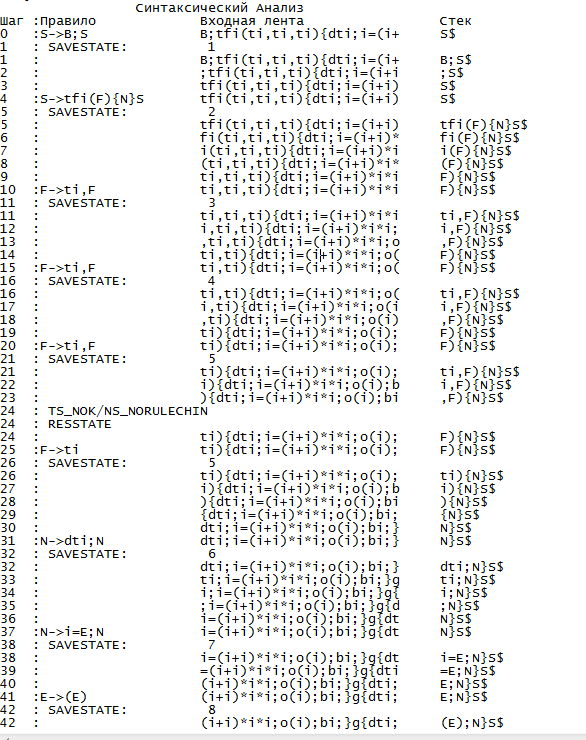 Синтаксический Анализ
Шаг :Правило Входная лента Стек
0 :S->B;S B;tfi(ti,ti,ti){dti;i=(i+ S$
1 : SAVESTATE: 1
1 : B;tfi(ti,ti,ti){dti;i=(i+ B;S$
2 : ;tfi(ti,ti,ti){dti;i=(i+i ;S$
3 : tfi(ti,ti,ti){dti;i=(i+i) S$
4 :S->tfi(F){N}S tfi(ti,ti,ti){dti;i=(i+i) S$
5 : SAVESTATE: 2
5 : tfi(ti,ti,ti){dti;i=(i+i) tfi(F){N}S$
6 : fi(ti,ti,ti){dti;i=(i+i)* fi(F){N}S$
7 : i(ti,ti,ti){dti;i=(i+i)*i i(F){N}S$
8 : (ti,ti,ti){dti;i=(i+i)*i* (F){N}S$
9 : ti,ti,ti){dti;i=(i+i)*i*i F){N}S$
10 :F->ti,F ti,ti,ti){dti;i=(i+i)*i*i F){N}S$
11 : SAVESTATE: 3
11 : ti,ti,ti){dti;i=(i+i)*i*i ti,F){N}S$
12 : i,ti,ti){dti;i=(i+i)*i*i; i,F){N}S$
13 : ,ti,ti){dti;i=(i+i)*i*i;o ,F){N}S$
14 : ti,ti){dti;i=(i+i)*i*i;o( F){N}S$
15 :F->ti,F ti,ti){dti;i=(i+i)*i*i;o( F){N}S$
16 : SAVESTATE: 4
16 : ti,ti){dti;i=(i+i)*i*i;o( ti,F){N}S$
17 : i,ti){dti;i=(i+i)*i*i;o(i i,F){N}S$
18 : ,ti){dti;i=(i+i)*i*i;o(i) ,F){N}S$
19 : ti){dti;i=(i+i)*i*i;o(i); F){N}S$
20 :F->ti,F ti){dti;i=(i+i)*i*i;o(i); F){N}S$
21 : SAVESTATE: 5
21 : ti){dti;i=(i+i)*i*i;o(i); ti,F){N}S$
22 : i){dti;i=(i+i)*i*i;o(i);b i,F){N}S$
23 : ){dti;i=(i+i)*i*i;o(i);bi ,F){N}S$
24 : TS_NOK/NS_NORULECHIN
24 : RESSTATE
24 : ti){dti;i=(i+i)*i*i;o(i); F){N}S$
25 :F->ti ti){dti;i=(i+i)*i*i;o(i); F){N}S$
26 : SAVESTATE: 5
26 : ti){dti;i=(i+i)*i*i;o(i); ti){N}S$
27 : i){dti;i=(i+i)*i*i;o(i);b i){N}S$
28 : ){dti;i=(i+i)*i*i;o(i);bi ){N}S$
29 : {dti;i=(i+i)*i*i;o(i);bi; {N}S$
30 : dti;i=(i+i)*i*i;o(i);bi;} N}S$
31 :N->dti;N dti;i=(i+i)*i*i;o(i);bi;} N}S$
32 : SAVESTATE: 6
32 : dti;i=(i+i)*i*i;o(i);bi;} dti;N}S$
33 : ti;i=(i+i)*i*i;o(i);bi;}g ti;N}S$
34 : i;i=(i+i)*i*i;o(i);bi;}g{ i;N}S$
35 : ;i=(i+i)*i*i;o(i);bi;}g{d ;N}S$
36 : i=(i+i)*i*i;o(i);bi;}g{dt N}S$
37 :N->i=E;N i=(i+i)*i*i;o(i);bi;}g{dt N}S$
38 : SAVESTATE: 7
38 : i=(i+i)*i*i;o(i);bi;}g{dt i=E;N}S$
39 : =(i+i)*i*i;o(i);bi;}g{dti =E;N}S$
40 : (i+i)*i*i;o(i);bi;}g{dti; E;N}S$
41 :E->(E) (i+i)*i*i;o(i);bi;}g{dti; E;N}S$
42 : SAVESTATE: 8
42 : (i+i)*i*i;o(i);bi;}g{dti; (E);N}S$